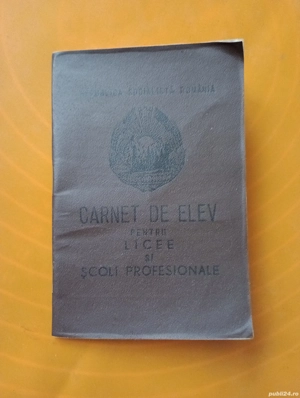 REPUBLICA SOCIALISTĂ ROMÂNIA
CARNET DE ELEV
PENTRU
LICEE
ȘI
ȘCOLI PROFESIONALE
publi24.ro